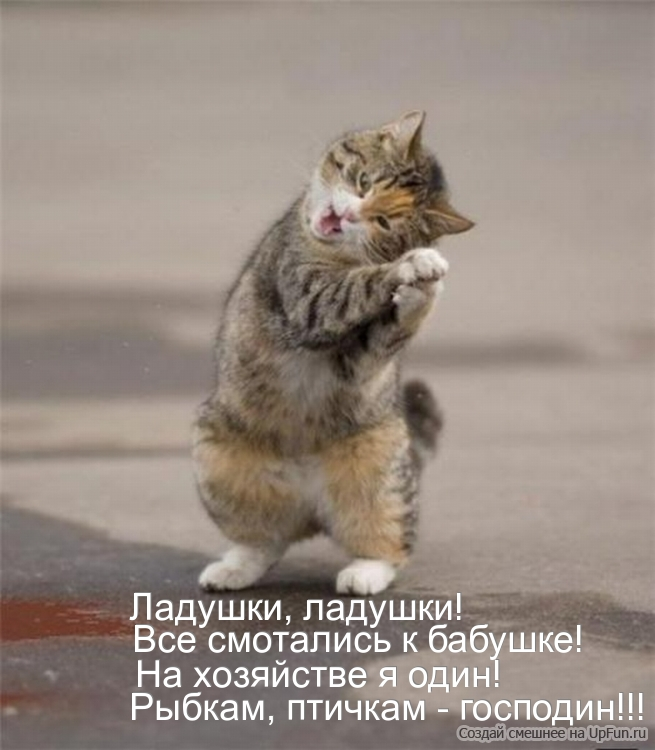 Ладушки, ладушки!
Все смотались к бабушке!
На хозяйстве я один!
Рыбкам, птичкам - господин!!!
Создай смешнее на UpFun.ru